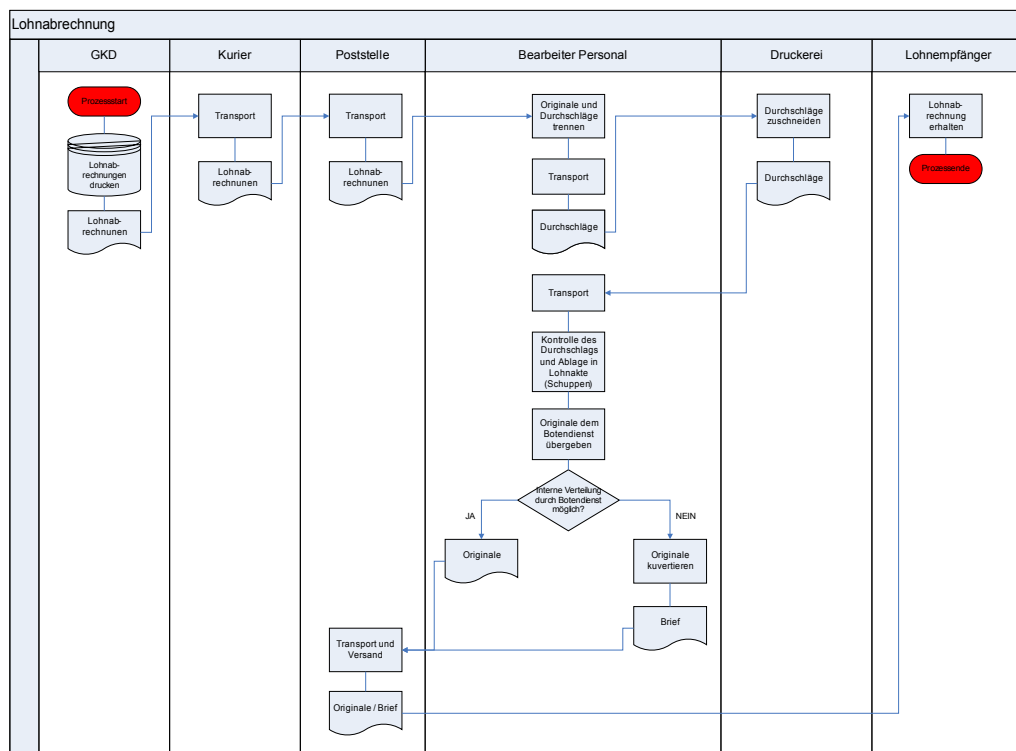 Lohnabrechnung
GKD
Kurier
Poststelle
Bearbeiter Personal
Druckerei
Lohnempfänger
Prozessstart
Lohnab-
rechnungen
drucken
Lohnab-
rechnunen
Transport
Lohnab-
rechnunen
Transport
Lohnab-
rechnunen
Originale und
Durchschläge
trennen
Transport
Durchschläge
Durchschläge
zuschneiden
Durchschläge
Lohnab-
rechnung
erhalten
Prozessende
Transport
Kontrolle des
Durchschlags
und Ablage in
Lohnakte
(Schuppen)
Originale dem
Botendienst
übergeben
Interne Verteilung
durch Botendienst
möglich?
JA
NEIN
Originale
Originale
kuvertieren
Brief
Transport und
Versand
Originale / Brief